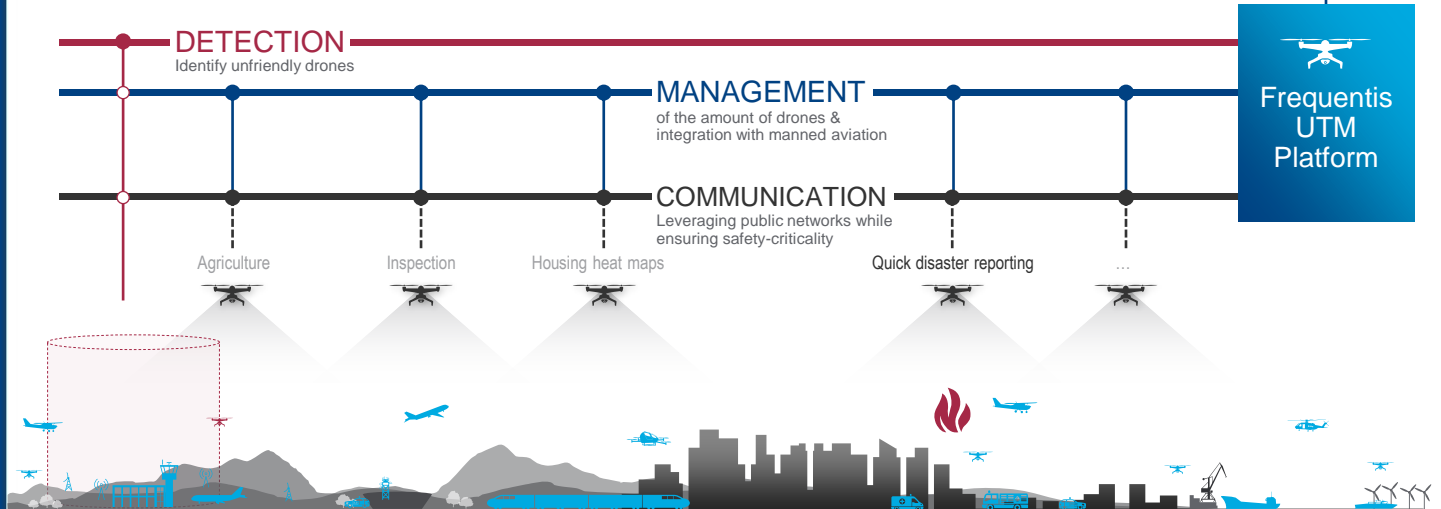 DETECTION
Identify unfriendly drones
MANAGEMENT
of the amount of drones &
integration with manned aviation
COMMUNICATION
Leveraging public networks while
ensuring safety-criticality
Frequentis
UTM
Platform
Agriculture
Inspection
Housing heat maps
Quick disaster reporting
...